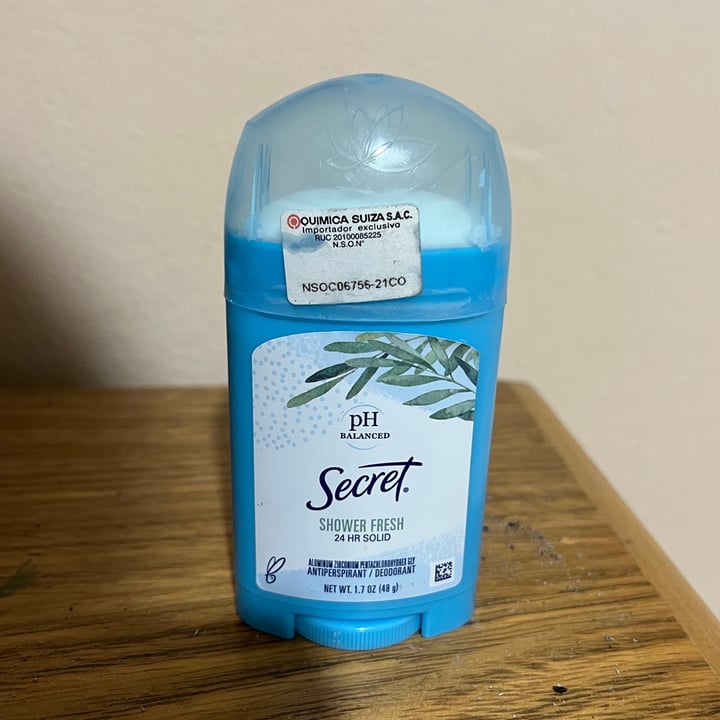 QUIMICA SUIZA S.A.C.
Importador exclusivo
RUC 20100085225
N.S.O.N°
NSOC06756-21CO
pH
BALANCED
Secret®
SHOWER FRESH
24 HR SOLID
ALUMINUM ZIRCONIUM PENTACHLOROHYDREX GLY
ANTIPERSPIRANT / DEODORANT
NET WT. 1.7 OZ (48 g)